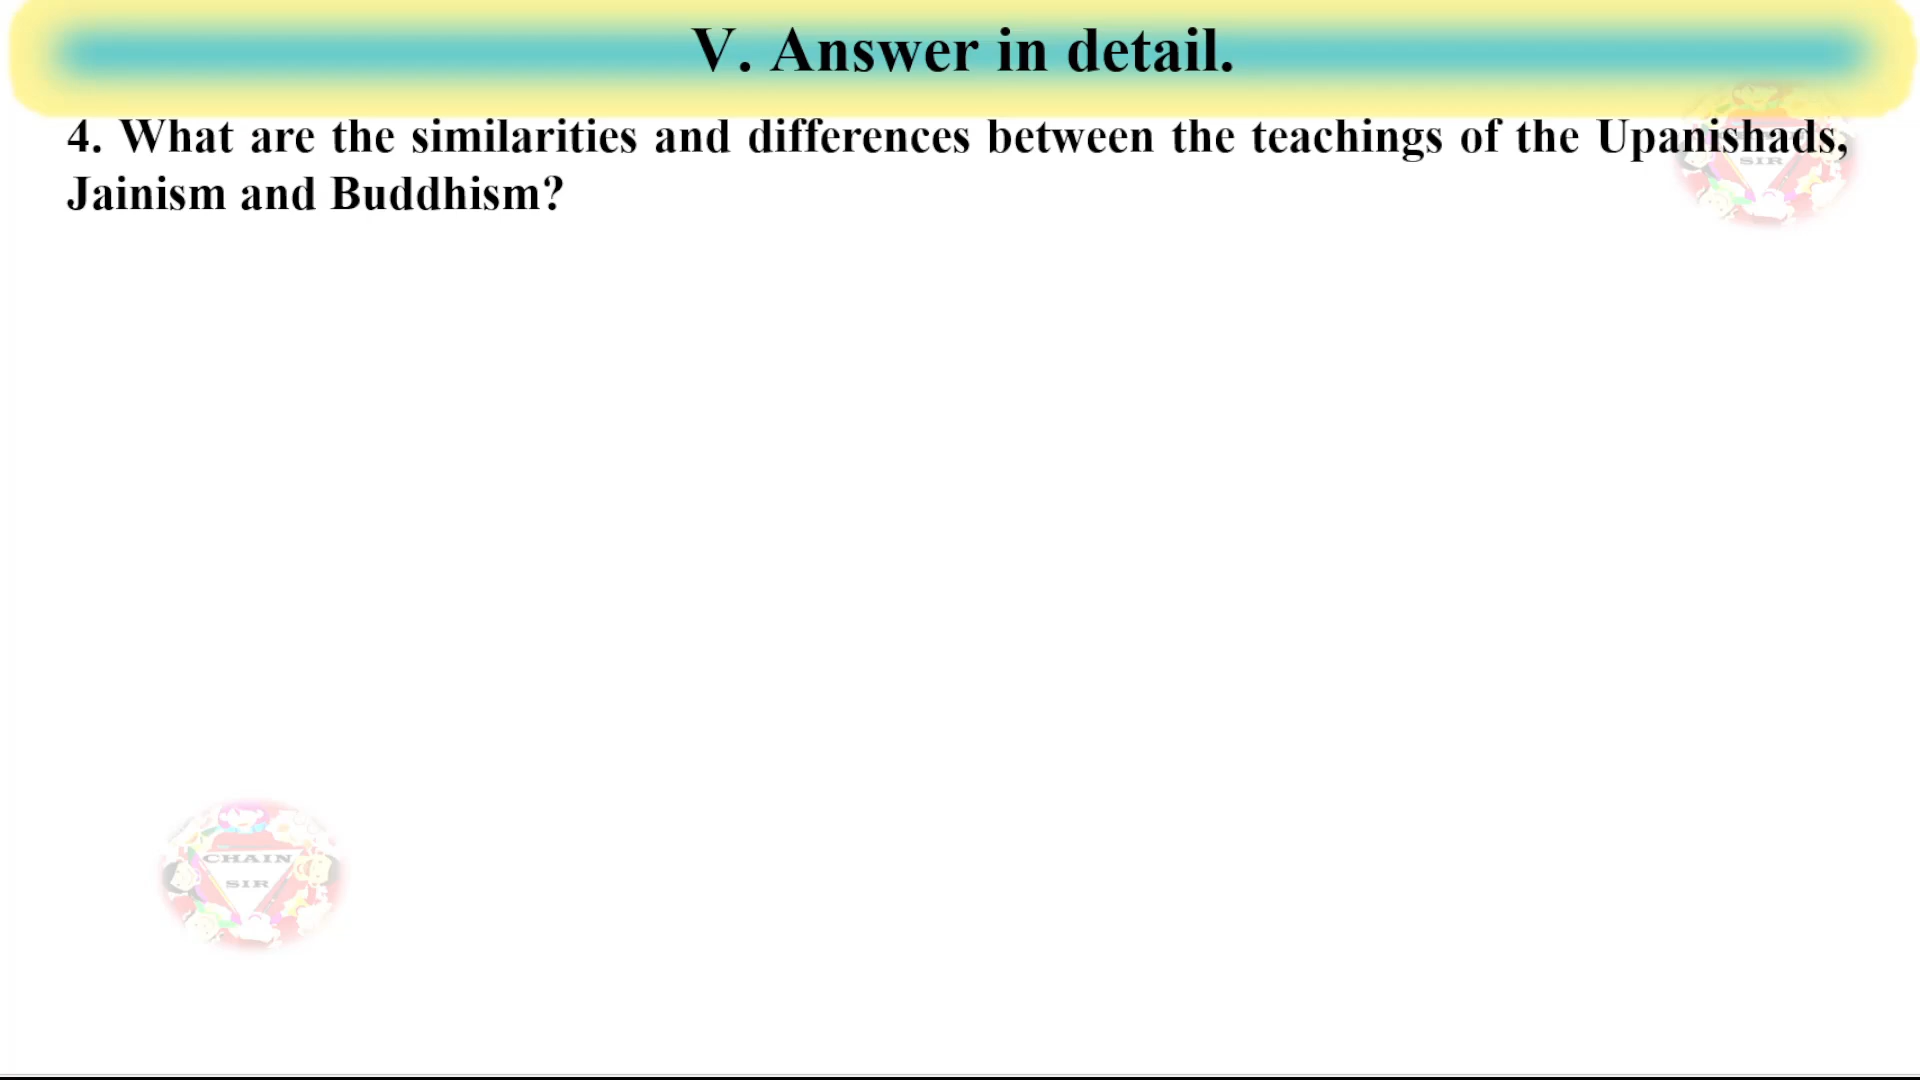 V. Answer in detail.
4. What are the similarities and differences between the teachings of the Upanishads,
Jainism and Buddhism?
SIR
CHAIN
SIR